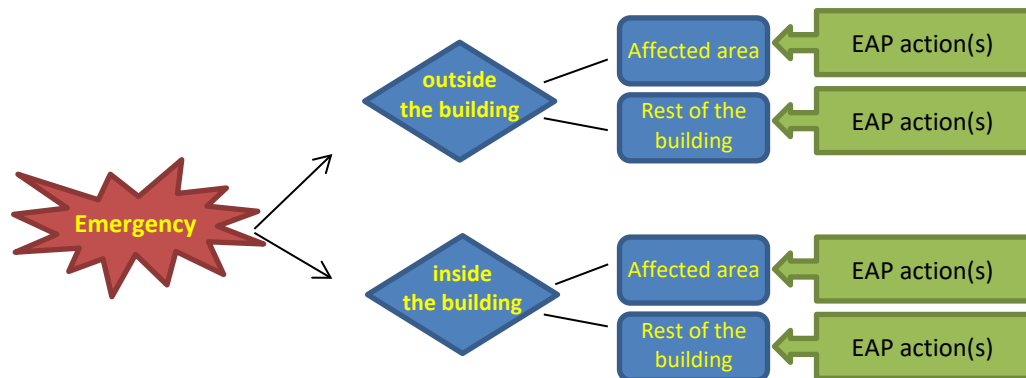 Emergency
outside
the building
Affected area
EAP action(s)
Rest of the
building
EAP action(s)
inside
the building
Affected area
EAP action(s)
Rest of the
building
EAP action(s)